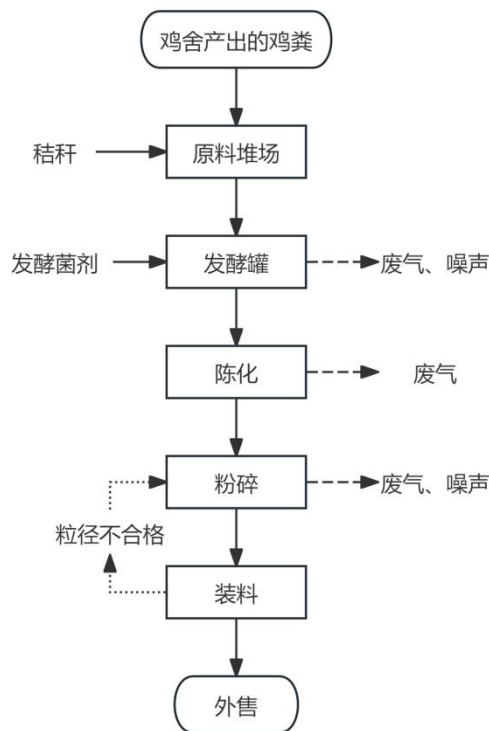 鸡舍产出的鸡粪
秸秆
原料堆场
发酵菌剂
发酵罐
废气、噪声
陈化
废气
粉碎
废气、噪声
粒径不合格
装料
外售